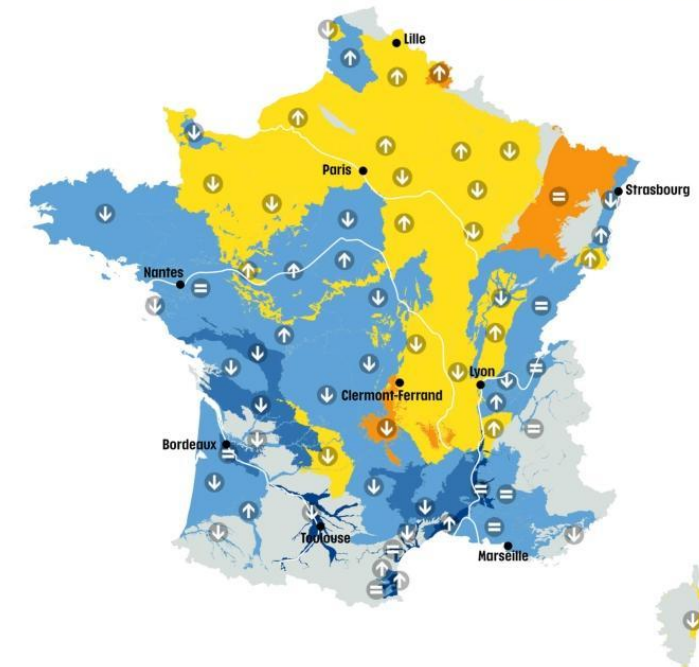 Lille
Paris
Strasbourg
Nantes
Lyon
Clermont-Ferrand
Bordeaux
Toulouse
Marseille